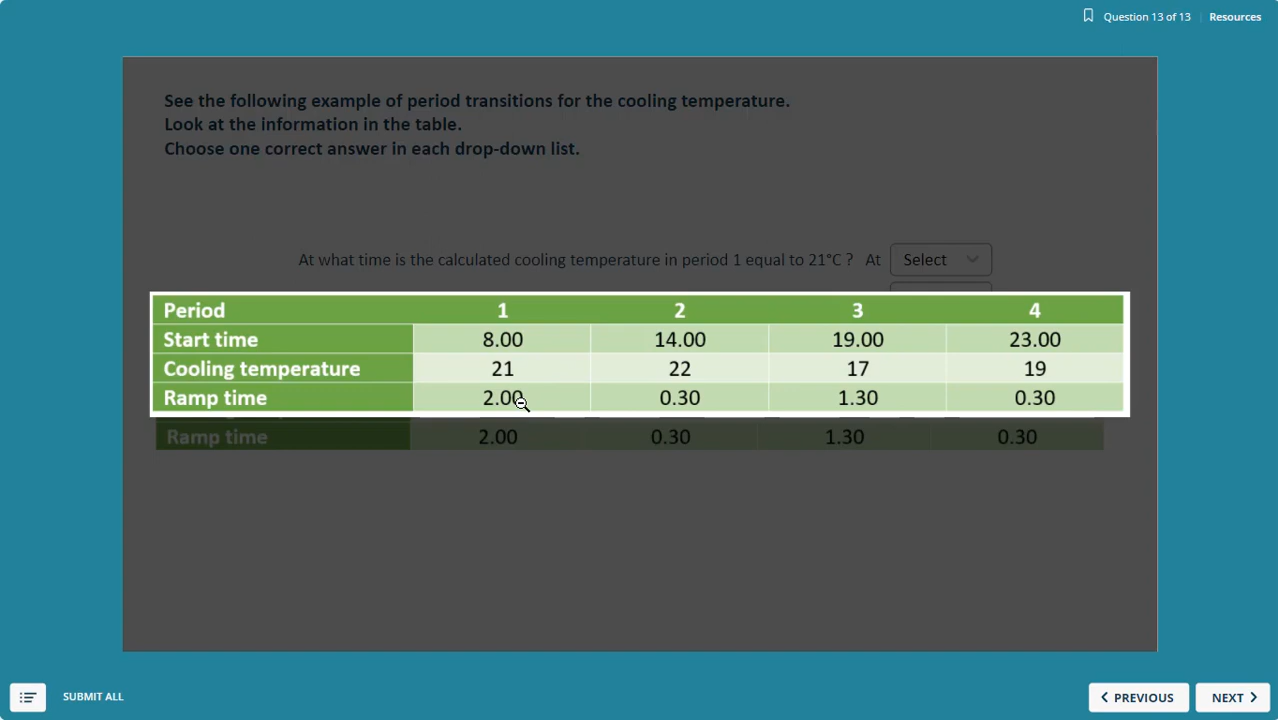 Question 13 of 13 | Resources
See the following example of period transitions for the cooling temperature.
Look at the information in the table.
Choose one correct answer in each drop-down list.
At what time is the calculated cooling temperature in period 1 equal to 21°C ? At Select
Period 1 2 3 4
Start time 8.00 14.00 19.00 23.00
Cooling temperature 21 22 17 19
Ramp time 2.00 0.30 1.30 0.30
Ramp time 2.00 0.30 1.30 0.30
SUBMIT ALL
PREVIOUS NEXT